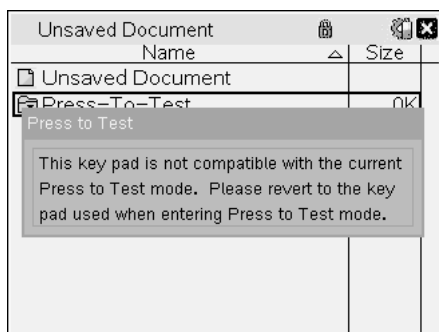 Unsaved Document
Name Size
Unsaved Document
Press-To-Test 0K
Press to Test
This key pad is not compatible with the current
Press to Test mode. Please revert to the key
pad used when entering Press to Test mode.